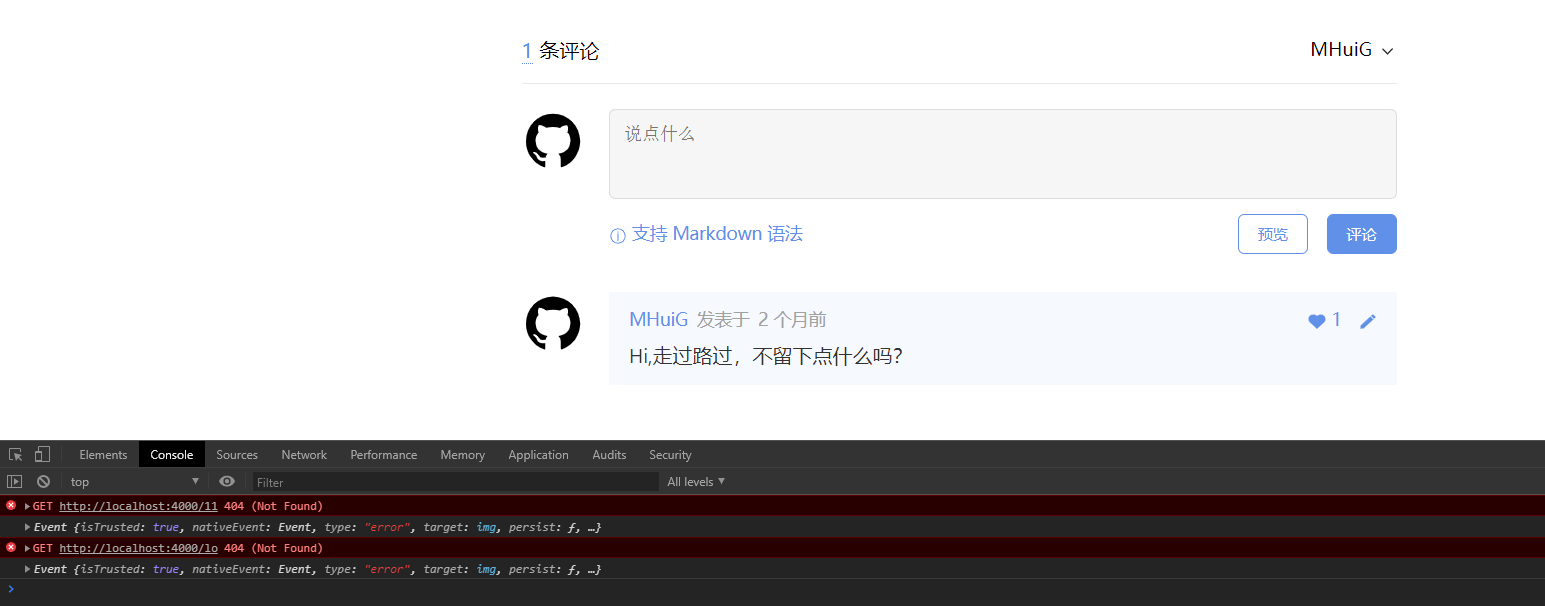 1 条评论
MHuiG
说点什么
支持 Markdown 语法
预览
评论
MHuiG 发表于 2 个月前
1
Hi,走过路过，不留下点什么吗？
Elements Console Sources Network Performance Memory Application Audits Security
top Filter All levels
GET http://localhost:4000/11 404 (Not Found)
Event {isTrusted: true, nativeEvent: Event, type: "error", target: img, persist: ƒ, …}
GET http://localhost:4000/lo 404 (Not Found)
Event {isTrusted: true, nativeEvent: Event, type: "error", target: img, persist: ƒ, …}